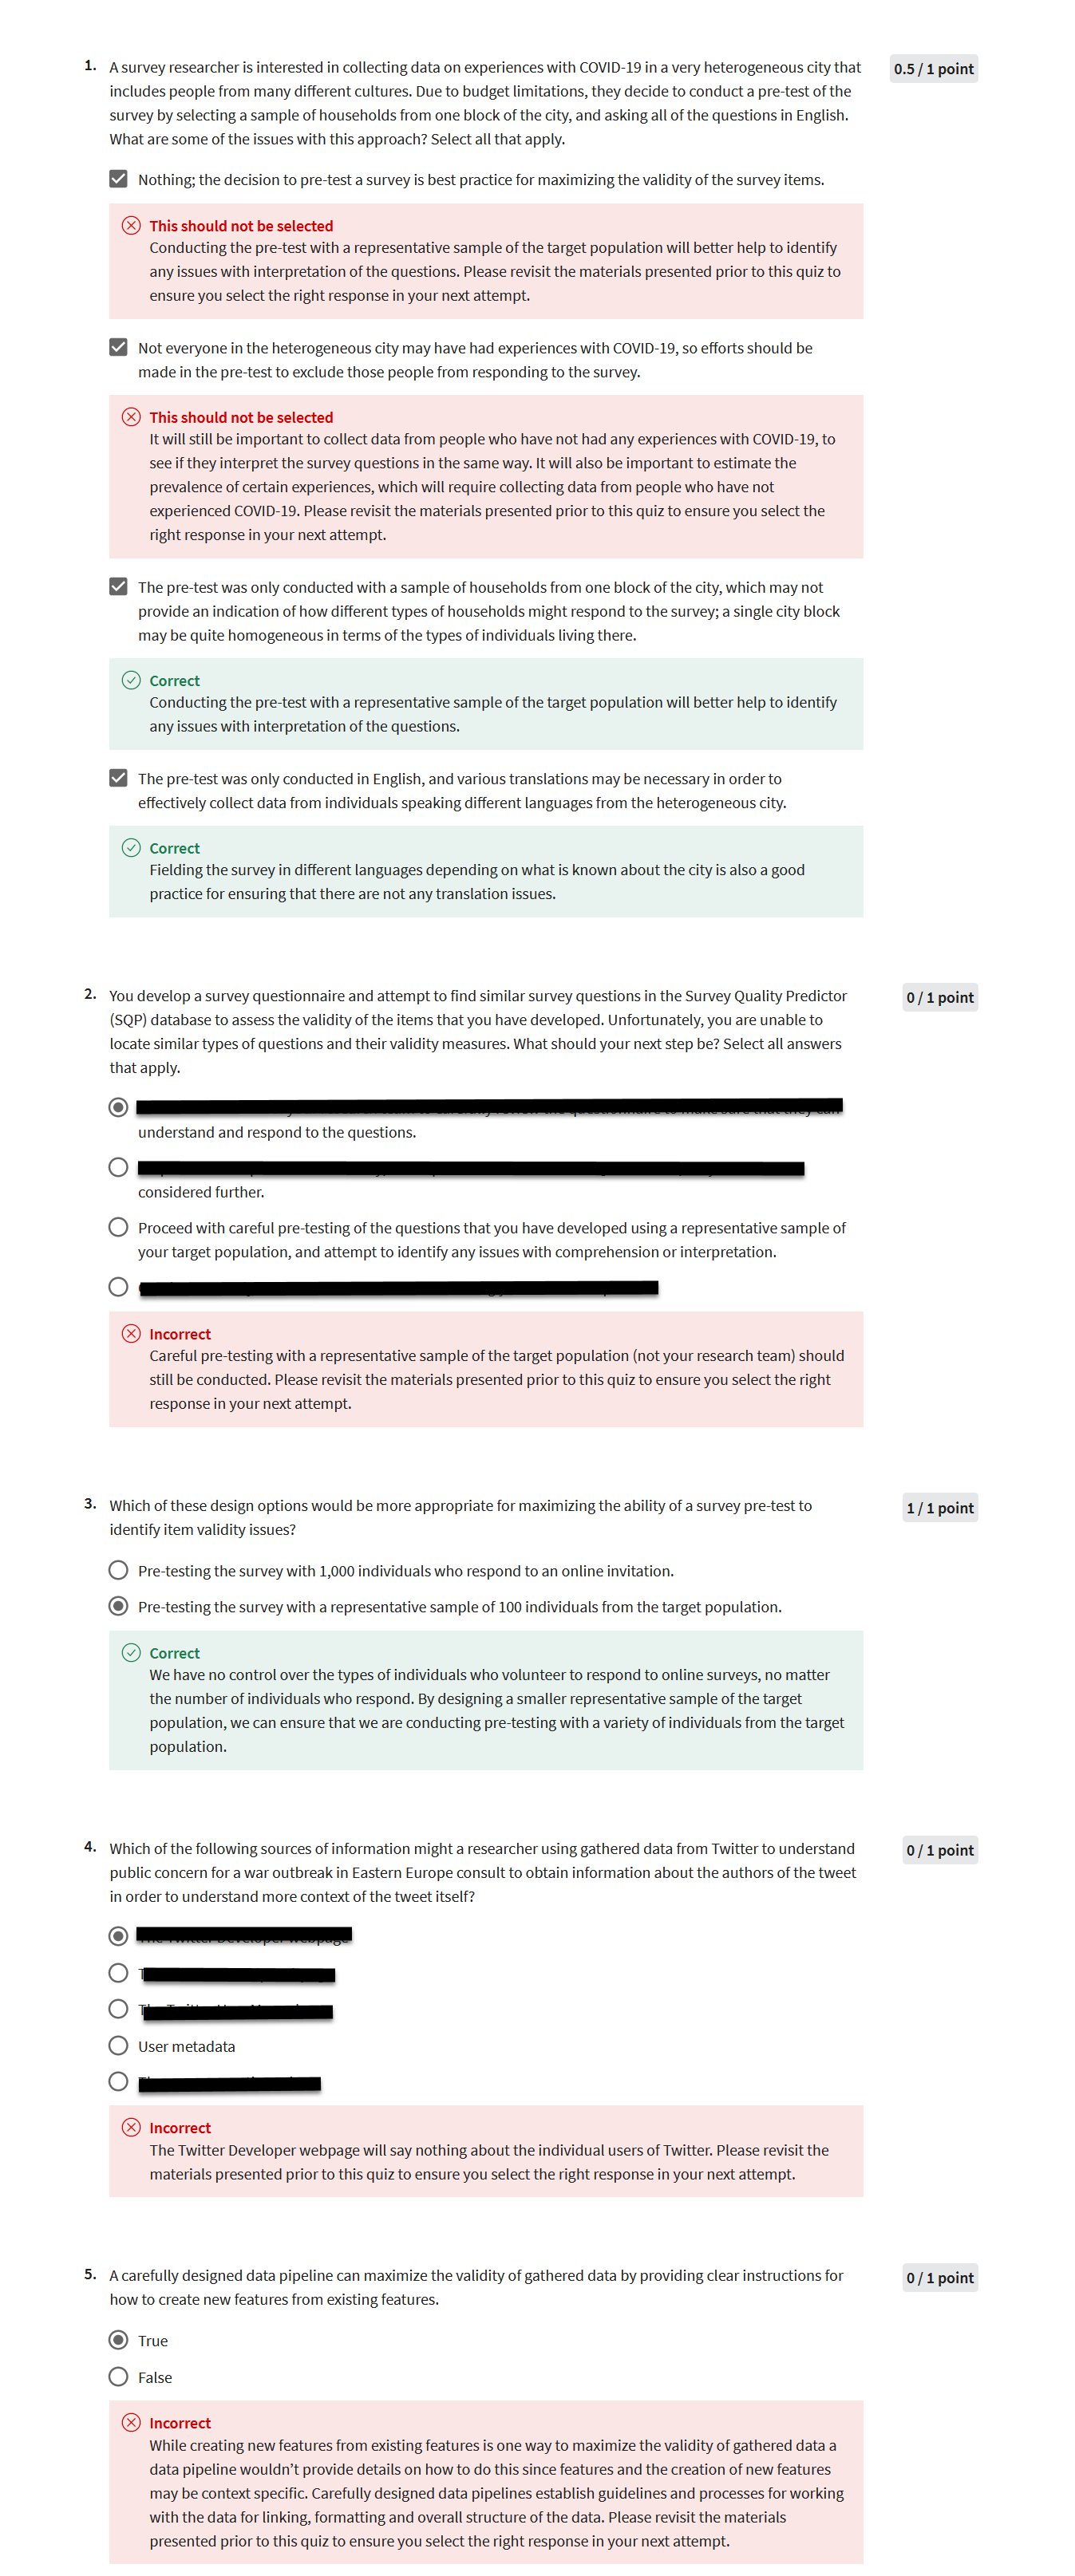 1. A survey researcher is interested in collecting data on experiences with COVID-19 in a very heterogeneous city that
0.5 / 1 point
includes people from many different cultures. Due to budget limitations, they decide to conduct a pre-test of the
survey by selecting a sample of households from one block of the city, and asking all of the questions in English.
What are some of the issues with this approach? Select all that apply.
Nothing; the decision to pre-test a survey is best practice for maximizing the validity of the survey items.
This should not be selected
Conducting the pre-test with a representative sample of the target population will better help to identify
any issues with interpretation of the questions. Please revisit the materials presented prior to this quiz to
ensure you select the right response in your next attempt.
Not everyone in the heterogeneous city may have had experiences with COVID-19, so efforts should be
made in the pre-test to exclude those people from responding to the survey.
This should not be selected
It will still be important to collect data from people who have not had any experiences with COVID-19, to
see if they interpret the survey questions in the same way. It will also be important to estimate the
prevalence of certain experiences, which will require collecting data from people who have not
experienced COVID-19. Please revisit the materials presented prior to this quiz to ensure you select the
right response in your next attempt.
The pre-test was only conducted with a sample of households from one block of the city, which may not
provide an indication of how different types of households might respond to the survey; a single city block
may be quite homogeneous in terms of the types of individuals living there.
Correct
Conducting the pre-test with a representative sample of the target population will better help to identify
any issues with interpretation of the questions.
The pre-test was only conducted in English, and various translations may be necessary in order to
effectively collect data from individuals speaking different languages from the heterogeneous city.
Correct
Fielding the survey in different languages depending on what is known about the city is also a good
practice for ensuring that there are not any translation issues.
2. You develop a survey questionnaire and attempt to find similar survey questions in the Survey Quality Predictor
0 / 1 point
(SQP) database to assess the validity of the items that you have developed. Unfortunately, you are unable to
locate similar types of questions and their validity measures. What should your next step be? Select all answers
that apply.
understand and respond to the questions.
considered further.
Proceed with careful pre-testing of the questions that you have developed using a representative sample of
your target population, and attempt to identify any issues with comprehension or interpretation.
Incorrect
Careful pre-testing with a representative sample of the target population (not your research team) should
still be conducted. Please revisit the materials presented prior to this quiz to ensure you select the right
response in your next attempt.
3. Which of these design options would be more appropriate for maximizing the ability of a survey pre-test to
1 / 1 point
identify item validity issues?
Pre-testing the survey with 1,000 individuals who respond to an online invitation.
Pre-testing the survey with a representative sample of 100 individuals from the target population.
Correct
We have no control over the types of individuals who volunteer to respond to online surveys, no matter
the number of individuals who respond. By designing a smaller representative sample of the target
population, we can ensure that we are conducting pre-testing with a variety of individuals from the target
population.
4. Which of the following sources of information might a researcher using gathered data from Twitter to understand
0 / 1 point
public concern for a war outbreak in Eastern Europe consult to obtain information about the authors of the tweet
in order to understand more context of the tweet itself?
User metadata
Incorrect
The Twitter Developer webpage will say nothing about the individual users of Twitter. Please revisit the
materials presented prior to this quiz to ensure you select the right response in your next attempt.
5. A carefully designed data pipeline can maximize the validity of gathered data by providing clear instructions for
0 / 1 point
how to create new features from existing features.
True
False
Incorrect
While creating new features from existing features is one way to maximize the validity of gathered data a
data pipeline wouldn't provide details on how to do this since features and the creation of new features
may be context specific. Carefully designed data pipelines establish guidelines and processes for working
with the data for linking, formatting and overall structure of the data. Please revisit the materials
presented prior to this quiz to ensure you select the right response in your next attempt.